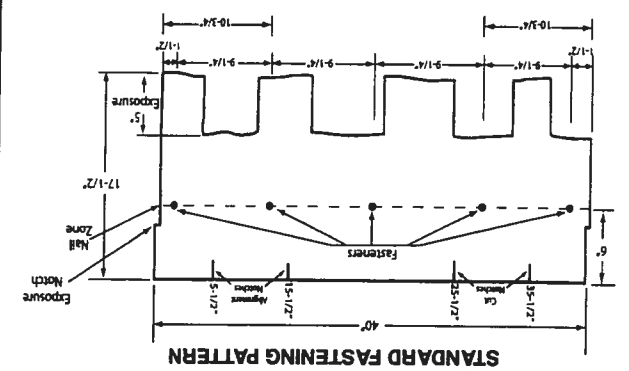 STANDARD FASTENING PATTERN
40"
35-1/2"
Cut
Notches
25-1/2"
15-1/2"
Alignment
Notches
5-1/2"
Exposure
Notch
Fasteners
6"
Nail
Zone
17-1/2"
5"
Exposure
1-1/2"
9-1/4"
9-1/4"
9-1/4"
9-1/4"
1-1/2"
10-3/4"
10-3/4"